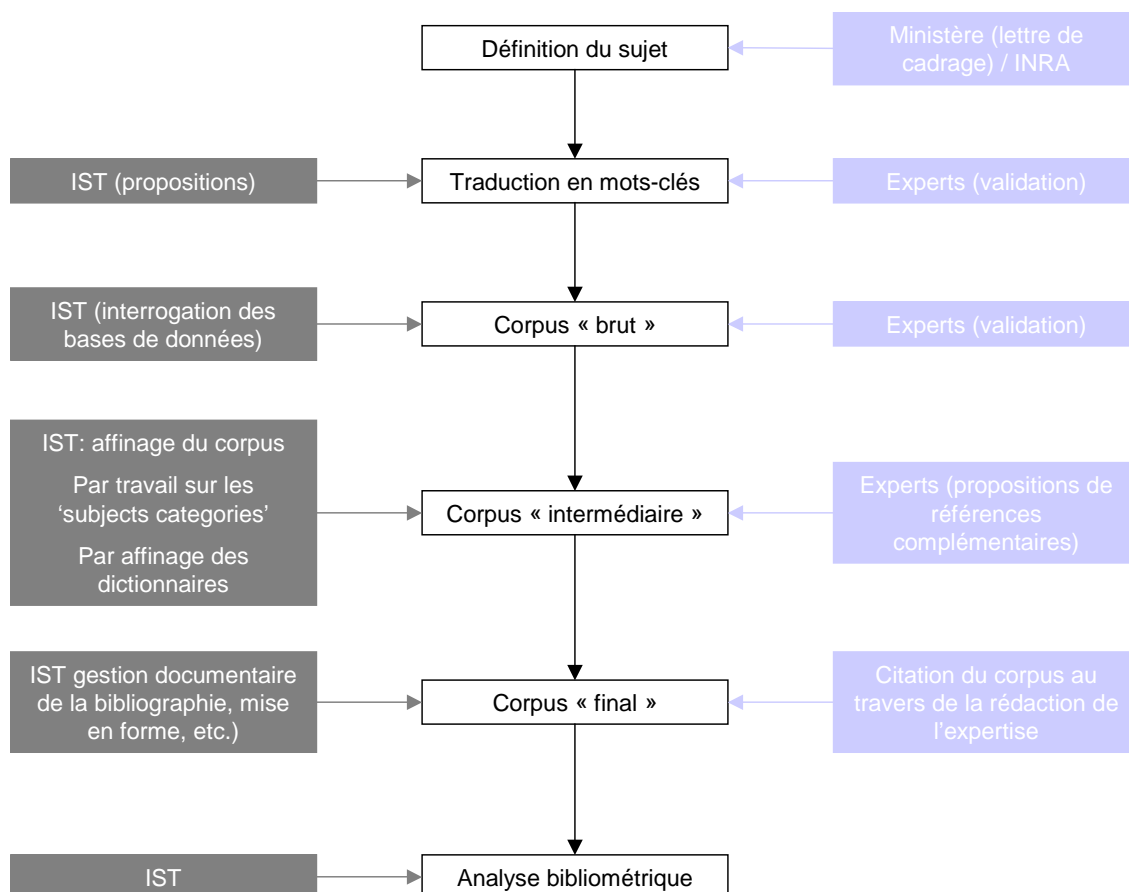 Définition du sujet
Ministère (lettre de
cadrage) / INRA
IST (propositions)
Traduction en mots-clés
Experts (validation)
IST (interrogation des
bases de données)
Corpus « brut »
Experts (validation)
IST: affinage du corpus
Par travail sur les
‘subjects categories’
Par affinage des
dictionnaires
Corpus « intermédiaire »
Experts (propositions de
références
complémentaires)
IST gestion documentaire
de la bibliographie, mise
en forme, etc.)
Corpus « final »
Citation du corpus au
travers de la rédaction de
l’expertise
IST
Analyse bibliométrique